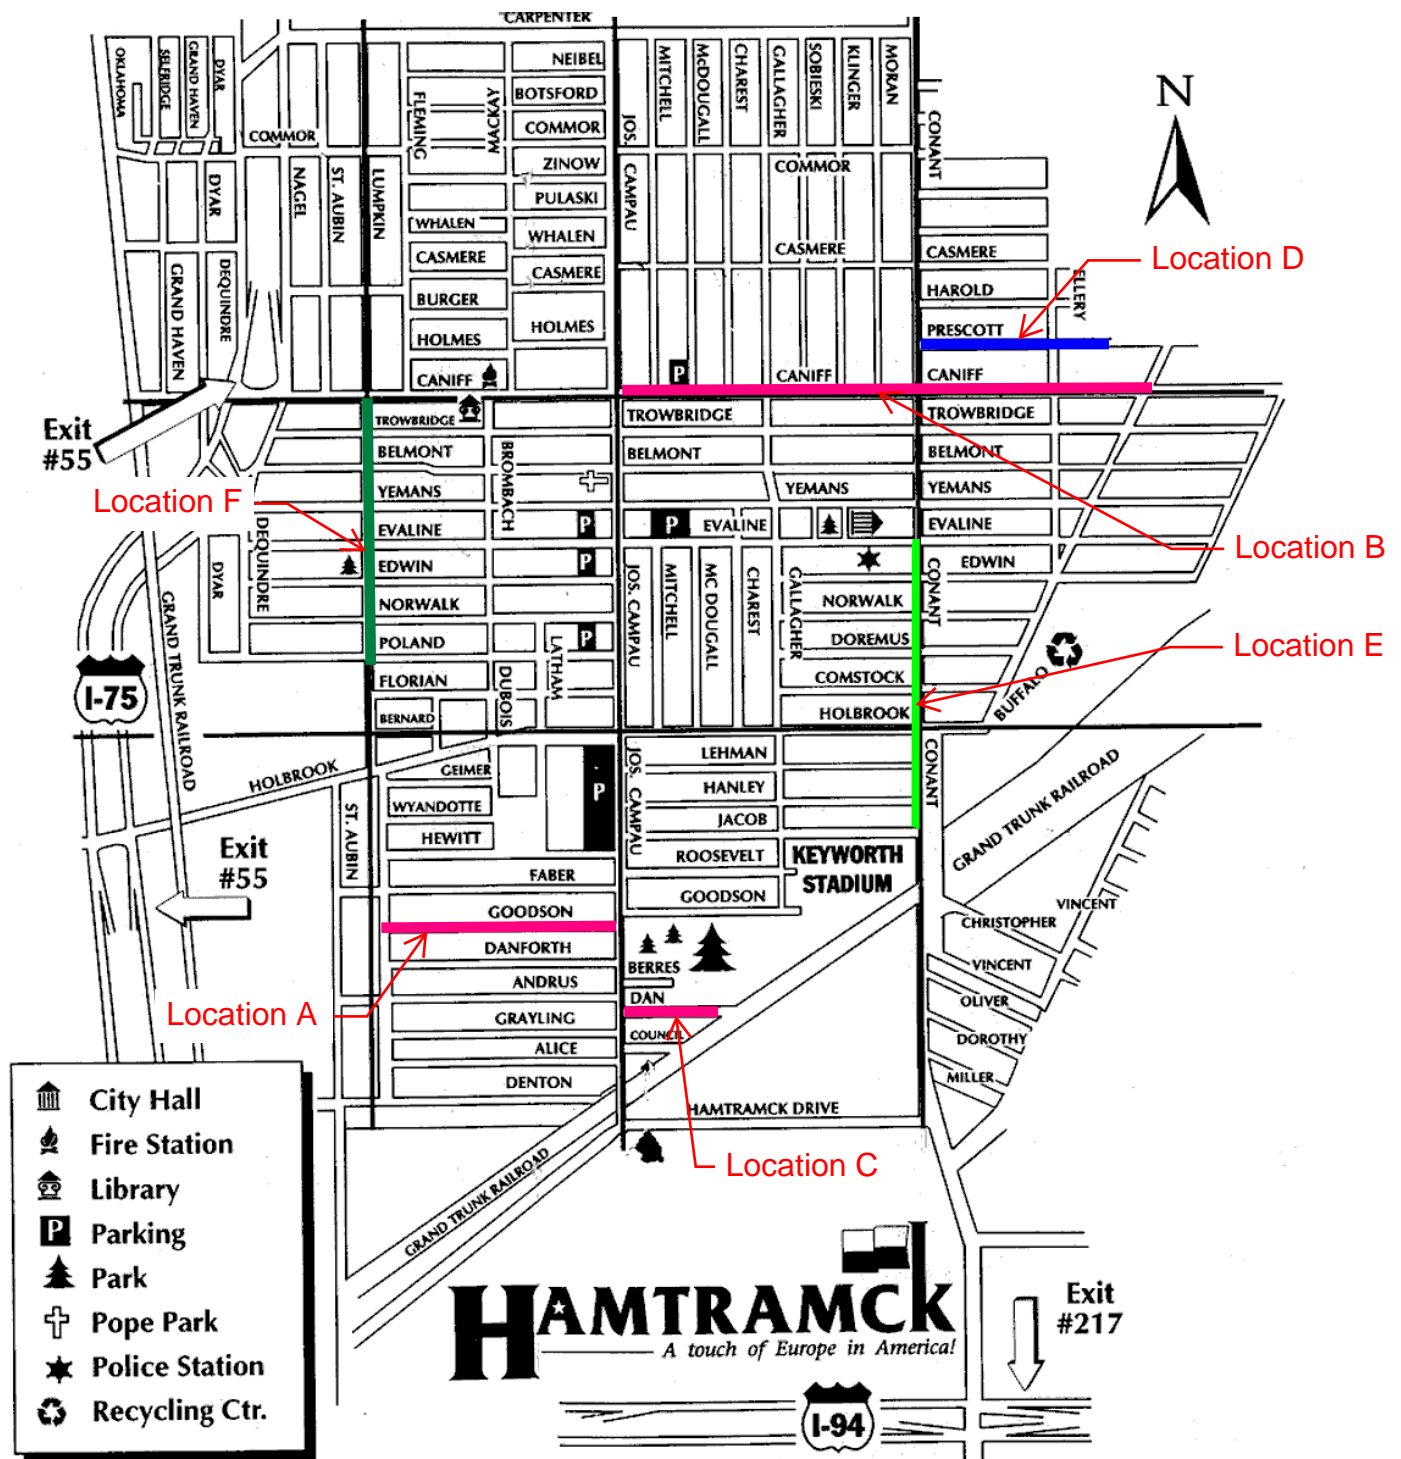 CARPENTER
OKLAHOMA
SELFRIDGE
GRAND HAVEN
DYAR
NEIBEL
BOTSFORD
COMMOR
ZINOW
PULASKI
WHALEN
CASMERE
HOLMES
FLEMING
MACKAY
JOS.
CAMPAU
MITCHELL
McDOUGALL
CHAREST
GALLAGHER
SOBIESKI
KLINGER
MORAN
CONANT
N
COMMOR
DYAR
NAGEL
ST. AUBIN
LUMPKIN
WHALEN
CASMERE
BURGER
HOLMES
CANIFF
COMMOR
CASMERE
CASMERE
HAROLD
PRESCOTT
CANIFF
ELLERY
Location D
GRAND HAVEN
DEQUINDRE
P
CANIFF
Exit
#55
TROWBRIDGE
BELMONT
YEMANS
EVALINE
EDWIN
NORWALK
POLAND
FLORIAN
BERNARD
BROMBACH
TROWBRIDGE
BELMONT
YEMANS
EVALINE
TROWBRIDGE
BELMONT
YEMANS
EVALINE
EDWIN
Location F
Location B
P
P
P
P
DEQUINDRE
DYAR
GRAND TRUNK RAILROAD
I-75
LATHAM
DUBOIS
JOS. CAMPAU
MITCHELL
MC DOUGALL
CHAREST
GALLAGHER
NORWALK
DOREMUS
COMSTOCK
HOLBROOK
CONANT
BUFFALO
Location E
HOLBROOK
GEIMER
WYANDOTTE
HEWITT
P
JOS. CAMPAU
LEHMAN
HANLEY
JACOB
ROOSEVELT
GOODSON
KEYWORTH
STADIUM
CONANT
GRAND TRUNK RAILROAD
Exit
#55
ST. AUBIN
FABER
GOODSON
DANFORTH
ANDRUS
GRAYLING
ALICE
DENTON
Location A
BERRES
DAN
COUNCIL
HAMTRAMCK DRIVE
Location C
VINCENT
CHRISTOPHER
VINCENT
OLIVER
DOROTHY
MILLER
GRAND TRUNK RAILROAD
City Hall
Fire Station
Library
P Parking
Park
Pope Park
Police Station
Recycling Ctr.
HAMTRAMCK
A touch of Europe in America!
Exit
#217
I-94